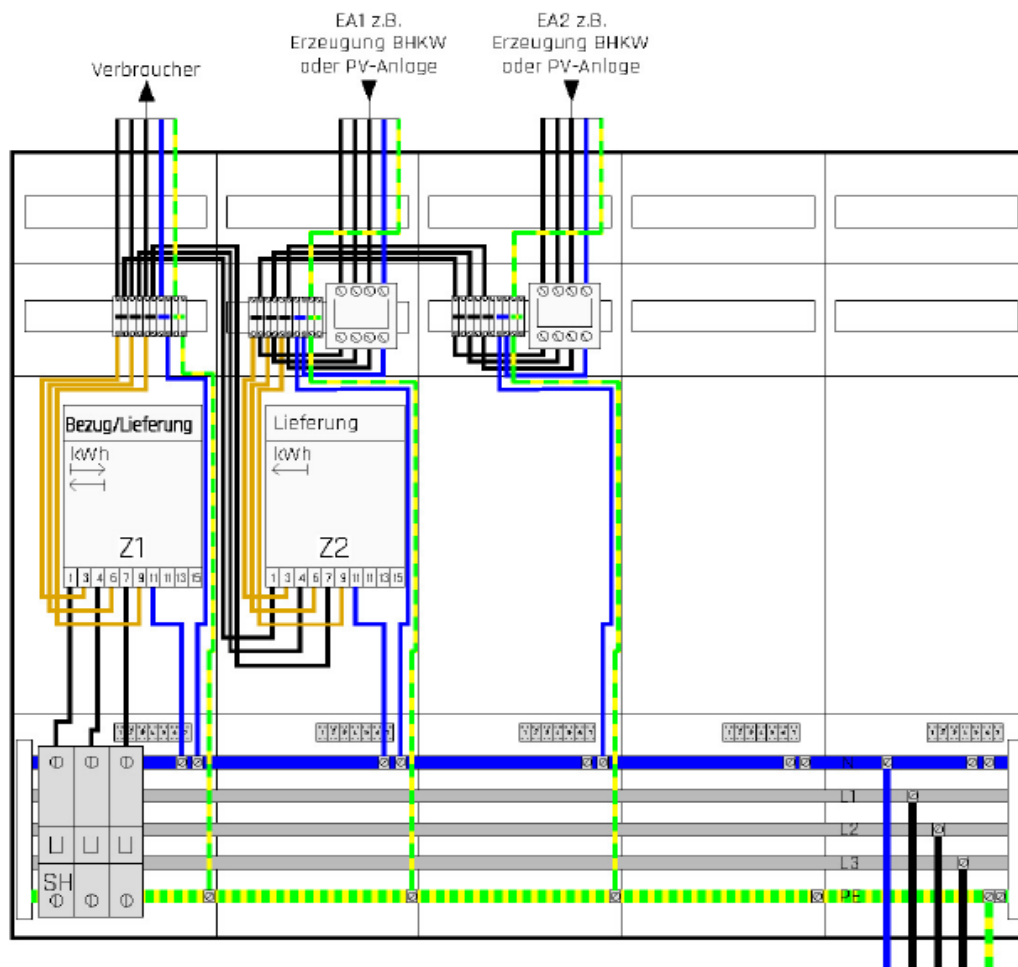 EA1 z.B.
Erzeugung BHKW
oder PV-Anlage
EA2 z.B.
Erzeugung BHKW
oder PV-Anlage
Verbraucher
Bezug/Lieferung
kWh
Z1
1 3 4 6 7 9 11 11 13 15
Lieferung
kWh
Z2
1 3 4 6 7 9 11 11 13 15
N
L1
L2
L3
PE
SH